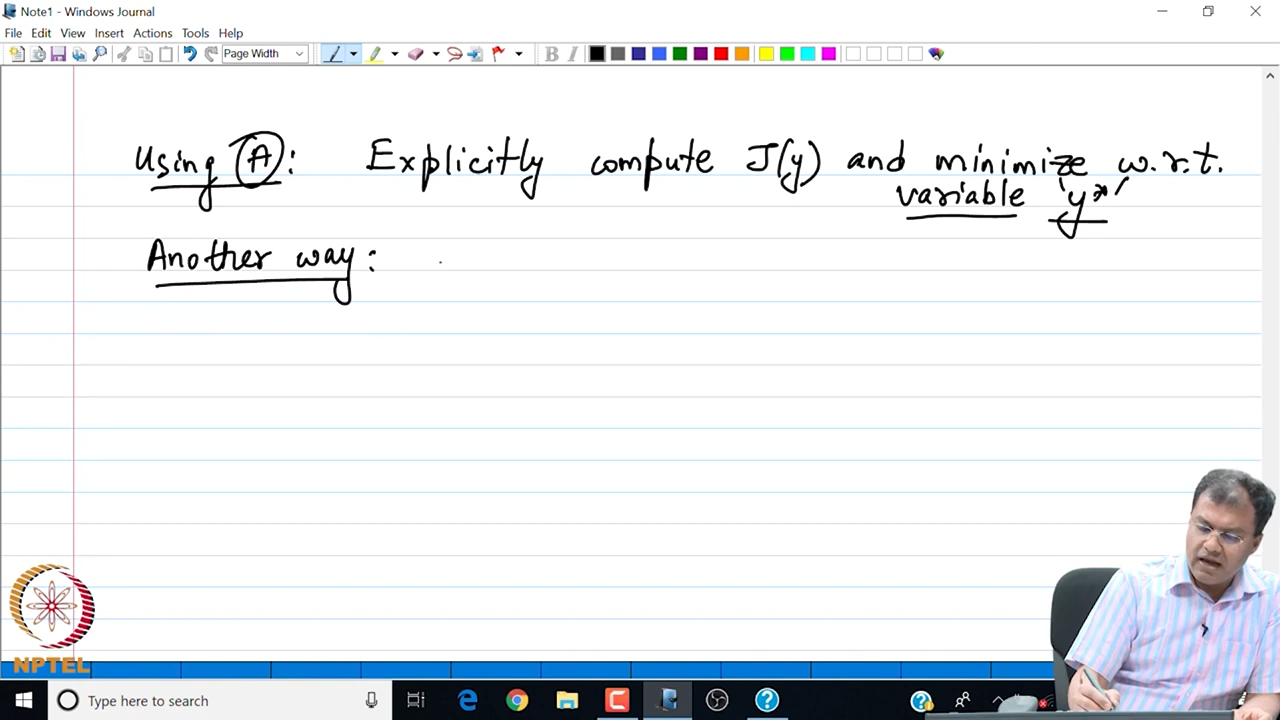 Note1 - Windows Journal
File Edit View Insert Actions Tools Help
Page Width
B I
Using A: Explicitly compute J(y) and minimize w.r.t.
variable 'y*'
Another way:
NPTEL
Type here to search